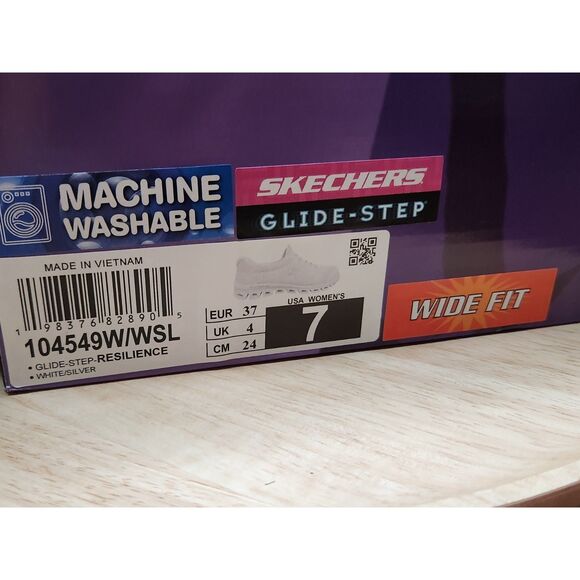 MACHINE
WASHABLE
SKECHERS
GLIDE-STEP
MADE IN VIETNAM
1 98376 82890 5
104549W/WSL
• GLIDE-STEP-RESILIENCE
• WHITE/SILVER
EUR 37
UK 4
CM 24
USA WOMEN'S
7
WIDE FIT